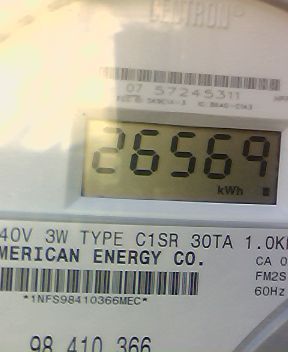 CENTRON
07 57245311
26569
kWh
40V 3W TYPE C1SR 30TA 1.0K
MERICAN ENERGY CO.
CA 0
FM2S
*1NFS98410366MEC*
60Hz
98 410 366